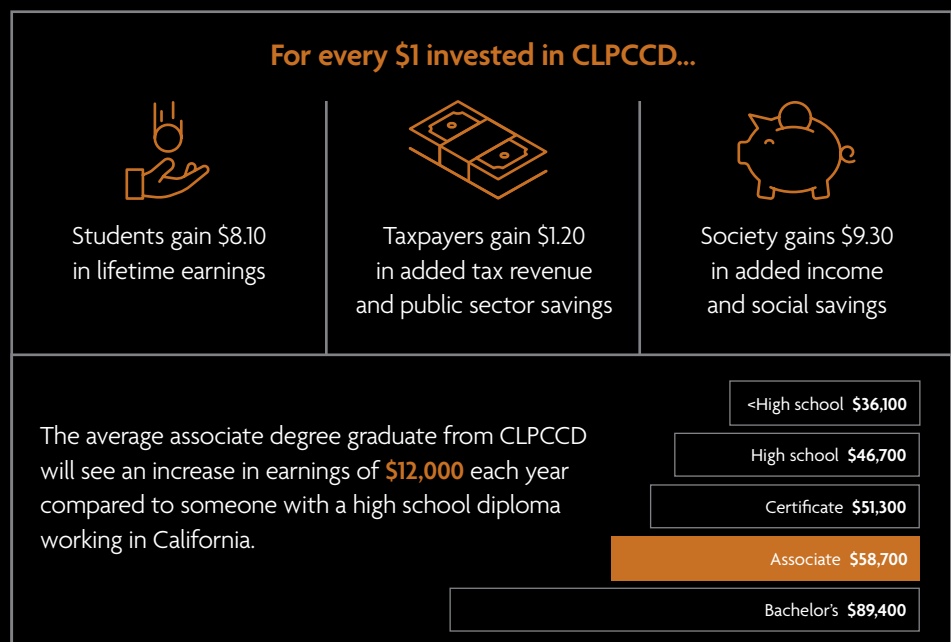 For every $1 invested in CLPCCD...
Students gain $8.10
in lifetime earnings
Taxpayers gain $1.20
in added tax revenue
and public sector savings
Society gains $9.30
in added income
and social savings
The average associate degree graduate from CLPCCD
will see an increase in earnings of $12,000 each year
compared to someone with a high school diploma
working in California.
<High school $36,100
High school $46,700
Certificate $51,300
Associate $58,700
Bachelor's $89,400